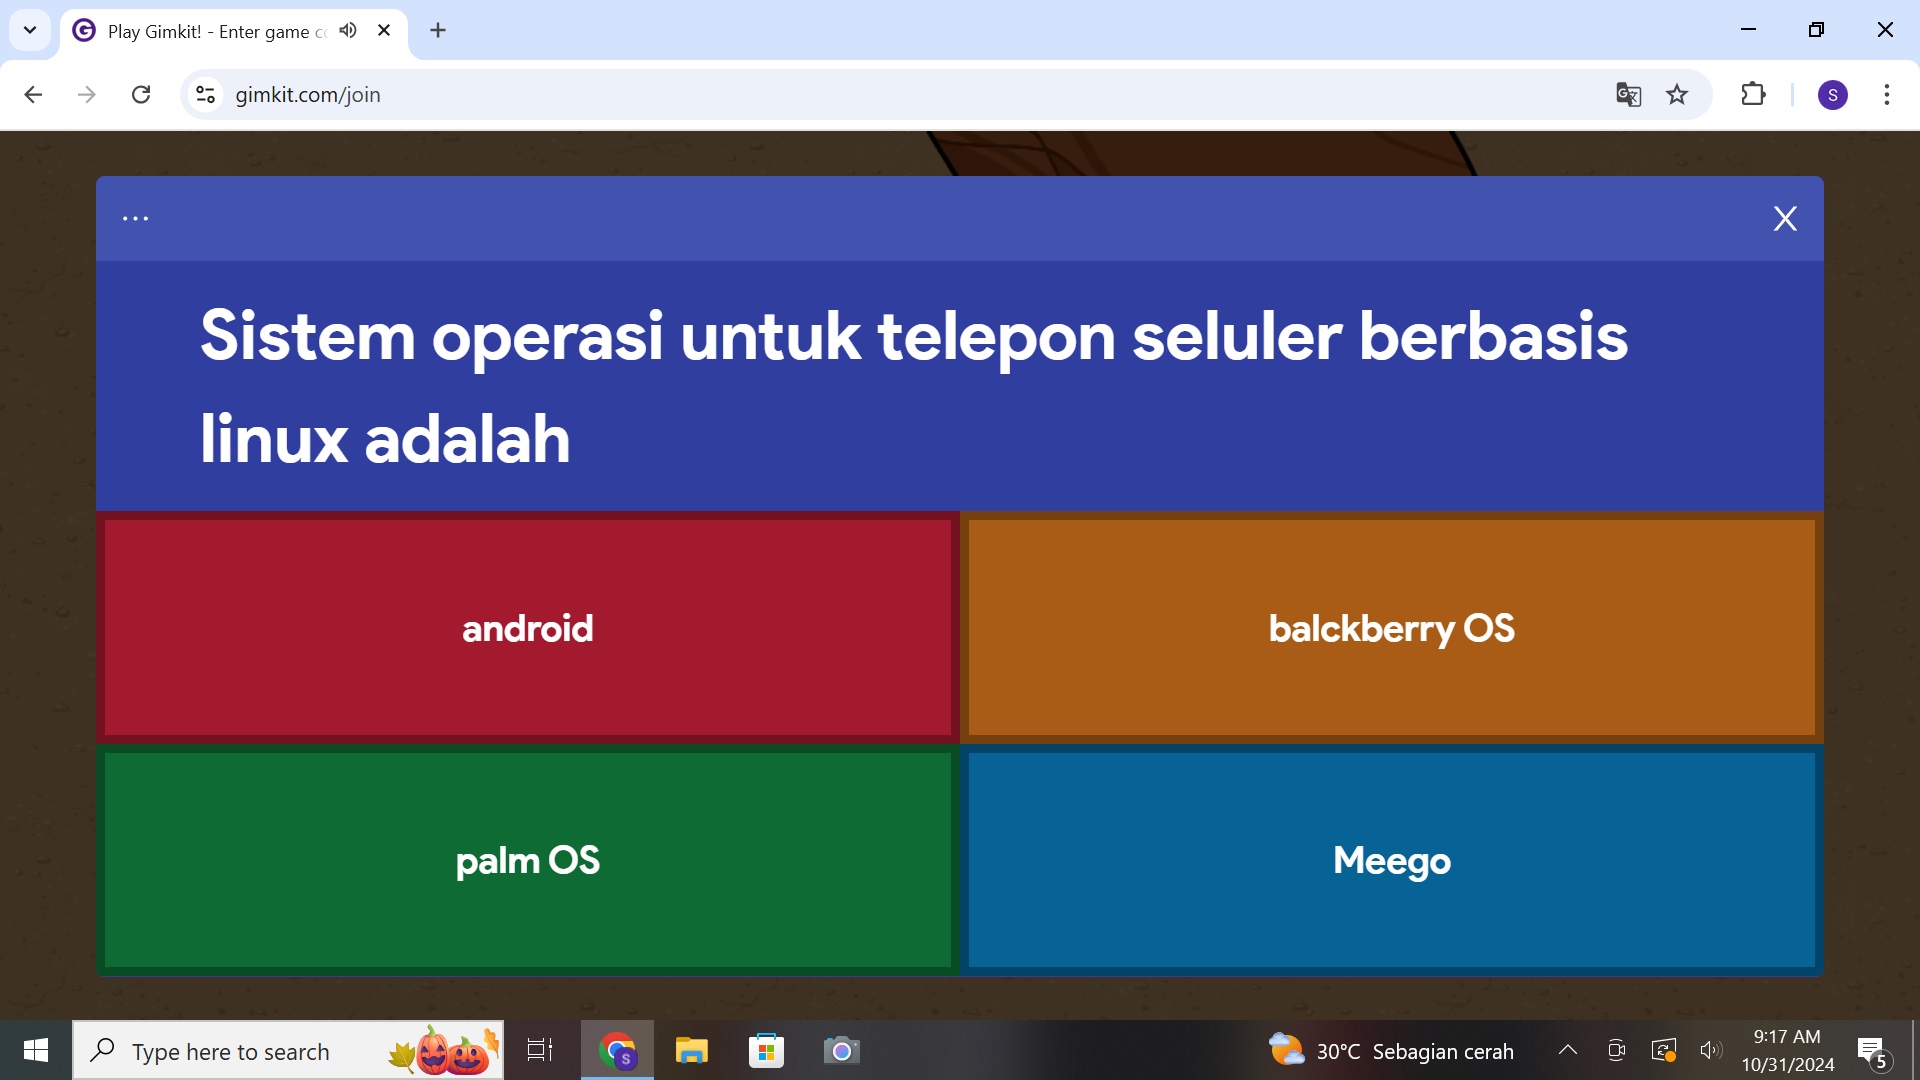 Play Gimkit! - Enter game c
gimkit.com/join
S
...
X
Sistem operasi untuk telepon seluler berbasis
linux adalah
android
balckberry OS
palm OS
Meego
Type here to search
S
30°C Sebagian cerah
9:17 AM
10/31/2024
5